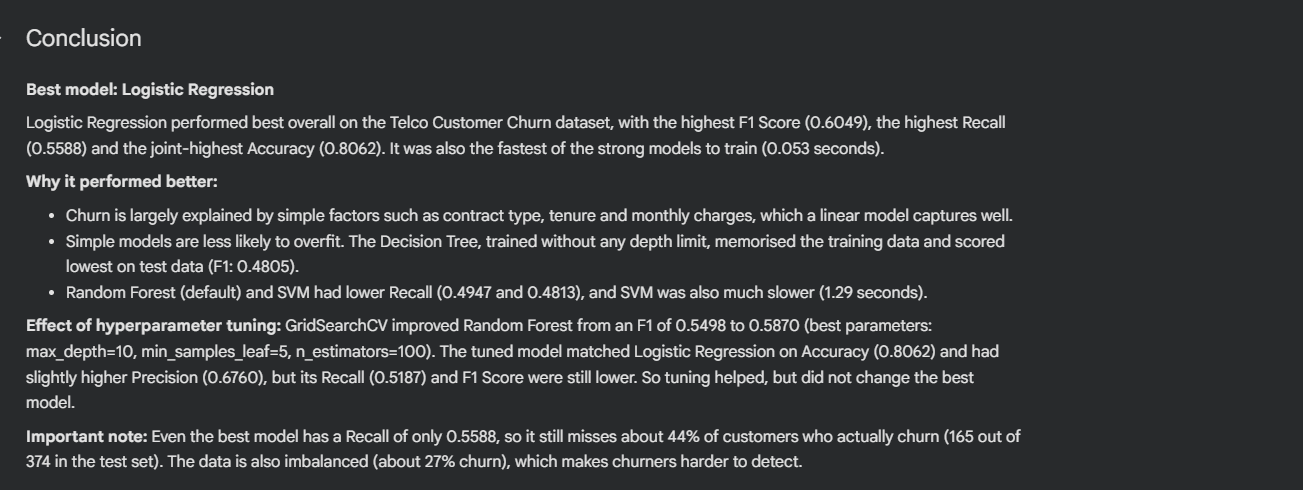 Conclusion
Best model: Logistic Regression
Logistic Regression performed best overall on the Telco Customer Churn dataset, with the highest F1 Score (0.6049), the highest Recall
(0.5588) and the joint-highest Accuracy (0.8062). It was also the fastest of the strong models to train (0.053 seconds).
Why it performed better:
• Churn is largely explained by simple factors such as contract type, tenure and monthly charges, which a linear model captures well.
• Simple models are less likely to overfit. The Decision Tree, trained without any depth limit, memorised the training data and scored
lowest on test data (F1: 0.4805).
• Random Forest (default) and SVM had lower Recall (0.4947 and 0.4813), and SVM was also much slower (1.29 seconds).
Effect of hyperparameter tuning: GridSearchCV improved Random Forest from an F1 of 0.5498 to 0.5870 (best parameters:
max_depth=10, min_samples_leaf=5, n_estimators=100). The tuned model matched Logistic Regression on Accuracy (0.8062) and had
slightly higher Precision (0.6760), but its Recall (0.5187) and F1 Score were still lower. So tuning helped, but did not change the best
model.
Important note: Even the best model has a Recall of only 0.5588, so it still misses about 44% of customers who actually churn (165 out of
374 in the test set). The data is also imbalanced (about 27% churn), which makes churners harder to detect.